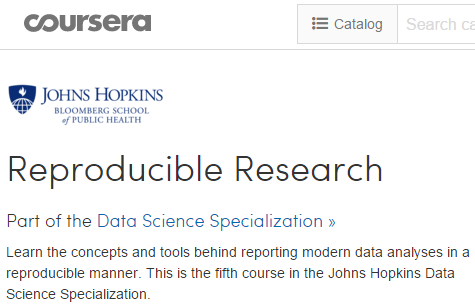 coursera
Catalog
Search ca
JOHNS HOPKINS
BLOOMBERG SCHOOL
of PUBLIC HEALTH
Reproducible Research
Part of the Data Science Specialization »
Learn the concepts and tools behind reporting modern data analyses in a
reproducible manner. This is the fifth course in the Johns Hopkins Data
Science Specialization.